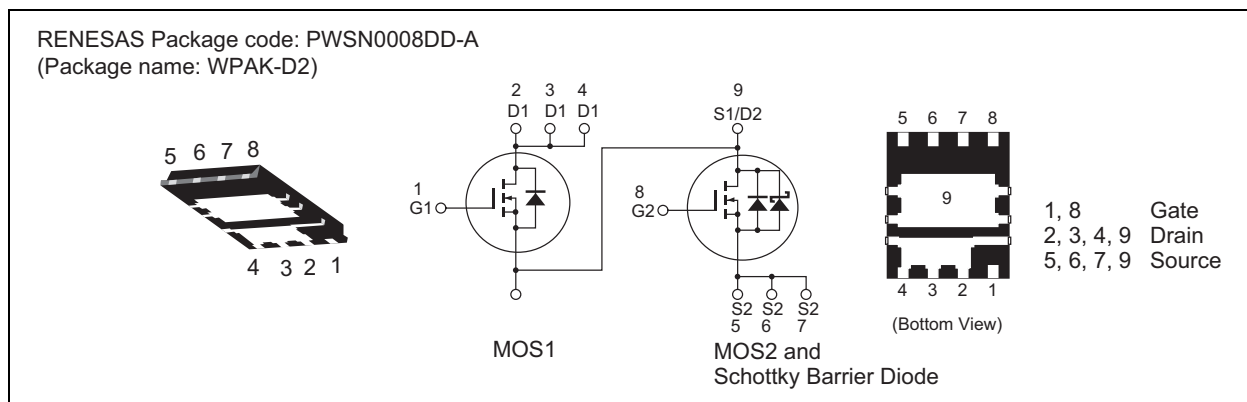 RENESAS Package code: PWSN0008DD-A
(Package name: WPAK-D2)
5 6 7 8
4 3 2 1
2 3 4
D1 D1 D1
1
G1
MOS1
9
S1/D2
8
G2
S2 S2 S2
5 6 7
MOS2 and
Schottky Barrier Diode
5 6 7 8
9
4 3 2 1
(Bottom View)
1, 8 Gate
2, 3, 4, 9 Drain
5, 6, 7, 9 Source